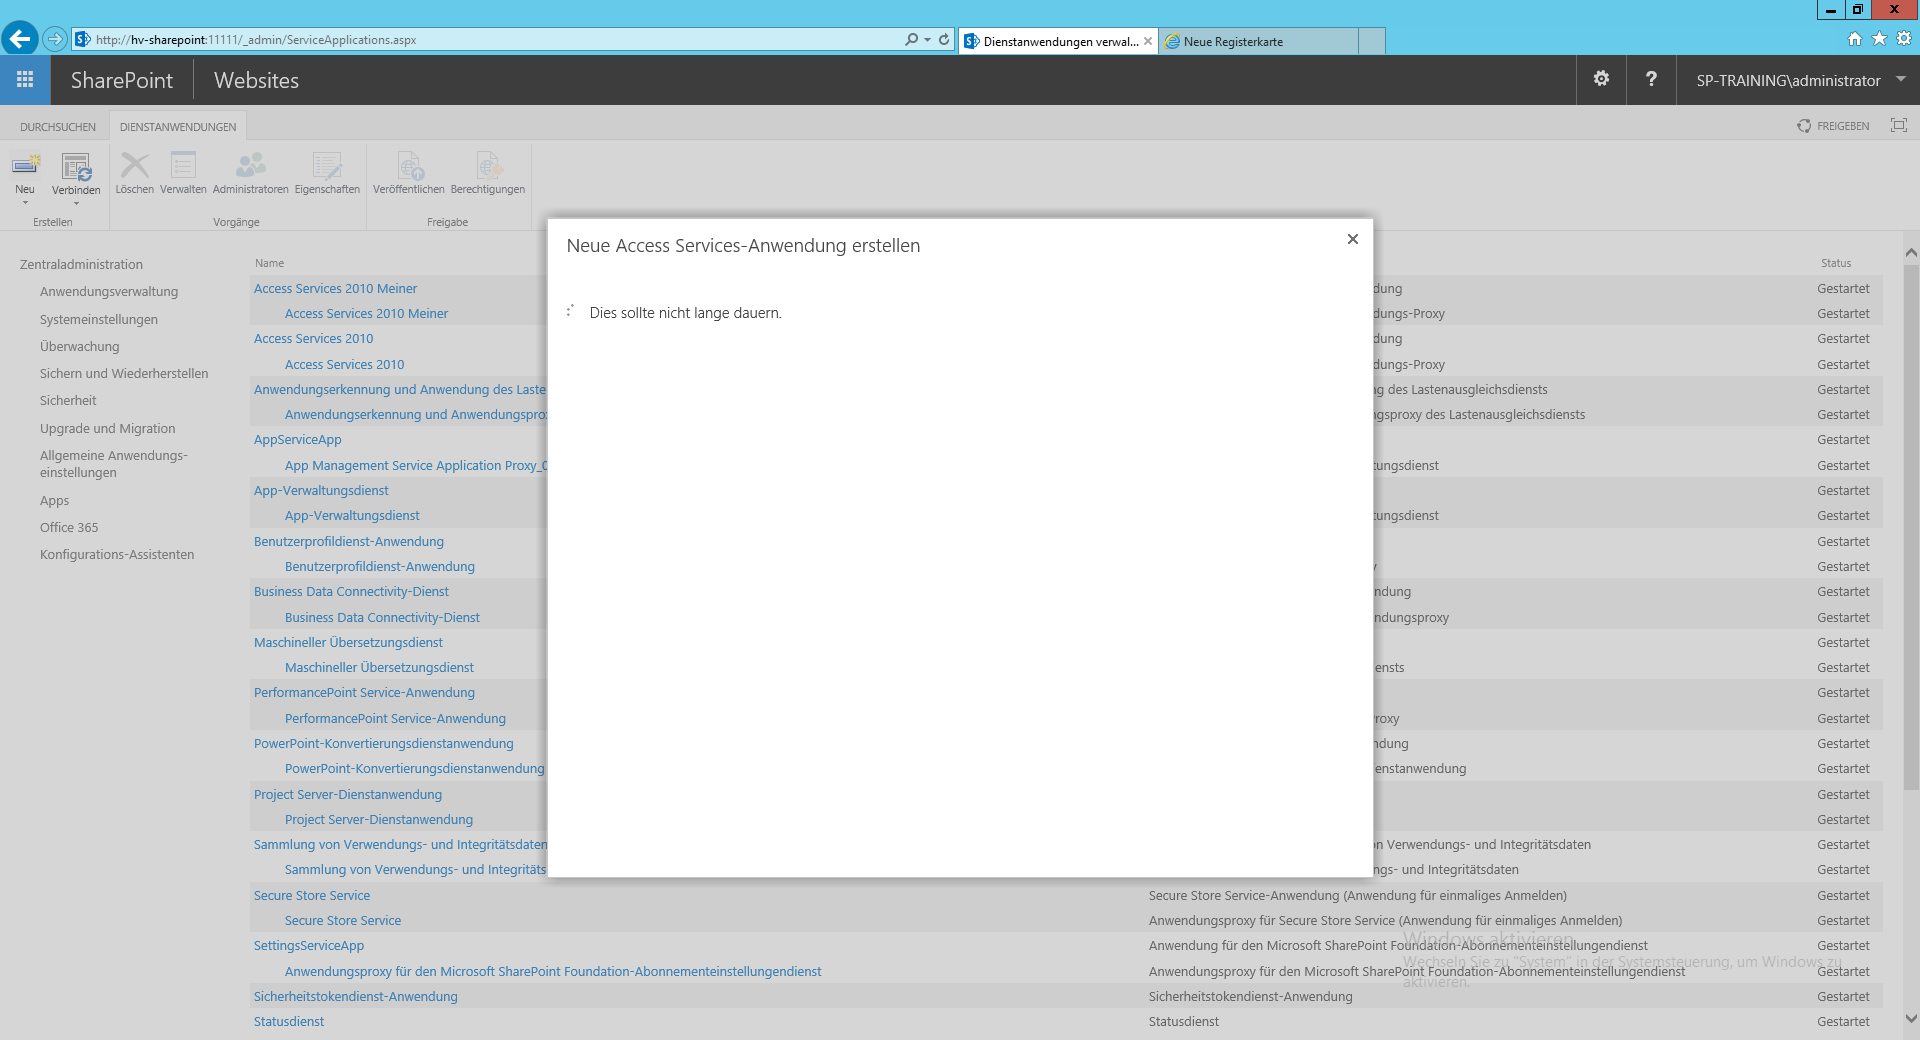 http://hv-sharepoint:11111/_admin/ServiceApplications.aspx
Dienstanwendungen verwal...
Neue Registerkarte
SharePoint
Websites
?
SP-TRAINING\administrator
DURCHSUCHEN
DIENSTANWENDUNGEN
FREIGEBEN
Neu
Verbinden
Löschen
Verwalten
Administratoren
Eigenschaften
Veröffentlichen
Berechtigungen
Erstellen
Vorgänge
Freigabe
Neue Access Services-Anwendung erstellen
Dies sollte nicht lange dauern.
Zentraladministration
Anwendungsverwaltung
Systemeinstellungen
Überwachung
Sichern und Wiederherstellen
Sicherheit
Upgrade und Migration
Allgemeine Anwendungs-
einstellungen
Apps
Office 365
Konfigurations-Assistenten
Name
Status
Access Services 2010 Meiner dung Gestartet
Access Services 2010 Meiner dungs-Proxy Gestartet
Access Services 2010 dung Gestartet
Access Services 2010 dungs-Proxy Gestartet
Anwendungserkennung und Anwendung des Laste g des Lastenausgleichsdiensts Gestartet
Anwendungserkennung und Anwendungspro gsproxy des Lastenausgleichsdiensts Gestartet
AppServiceApp Gestartet
App Management Service Application Proxy_ tungsdienst Gestartet
App-Verwaltungsdienst Gestartet
App-Verwaltungsdienst tungsdienst Gestartet
Benutzerprofildienst-Anwendung Gestartet
Benutzerprofildienst-Anwendung Gestartet
Business Data Connectivity-Dienst ndung Gestartet
Business Data Connectivity-Dienst ndungsproxy Gestartet
Maschineller Übersetzungsdienst Gestartet
Maschineller Übersetzungsdienst ensts Gestartet
PerformancePoint Service-Anwendung Gestartet
PerformancePoint Service-Anwendung roxy Gestartet
PowerPoint-Konvertierungsdienstanwendung ndung Gestartet
PowerPoint-Konvertierungsdienstanwendung enstanwendung Gestartet
Project Server-Dienstanwendung Gestartet
Project Server-Dienstanwendung Gestartet
Sammlung von Verwendungs- und Integritätsdaten n Verwendungs- und Integritätsdaten Gestartet
Sammlung von Verwendungs- und Integritäts ngs- und Integritätsdaten Gestartet
Secure Store Service Secure Store Service-Anwendung (Anwendung für einmaliges Anmelden) Gestartet
Secure Store Service Anwendungsproxy für Secure Store Service (Anwendung für einmaliges Anmelden) Gestartet
SettingsServiceApp Anwendung für den Microsoft SharePoint Foundation-Abonnementeinstellungendienst Gestartet
Anwendungsproxy für den Microsoft SharePoint Foundation-Abonnementeinstellungendienst Anwendungsproxy für den Microsoft SharePoint Foundation-Abonnementeinstellungendienst Gestartet
Sicherheitstokendienst-Anwendung Sicherheitstokendienst-Anwendung Gestartet
Statusdienst Statusdienst Gestartet
Windows aktivieren
Wechseln Sie zu "System" in der Systemsteuerung, um Windows zu
aktivieren.